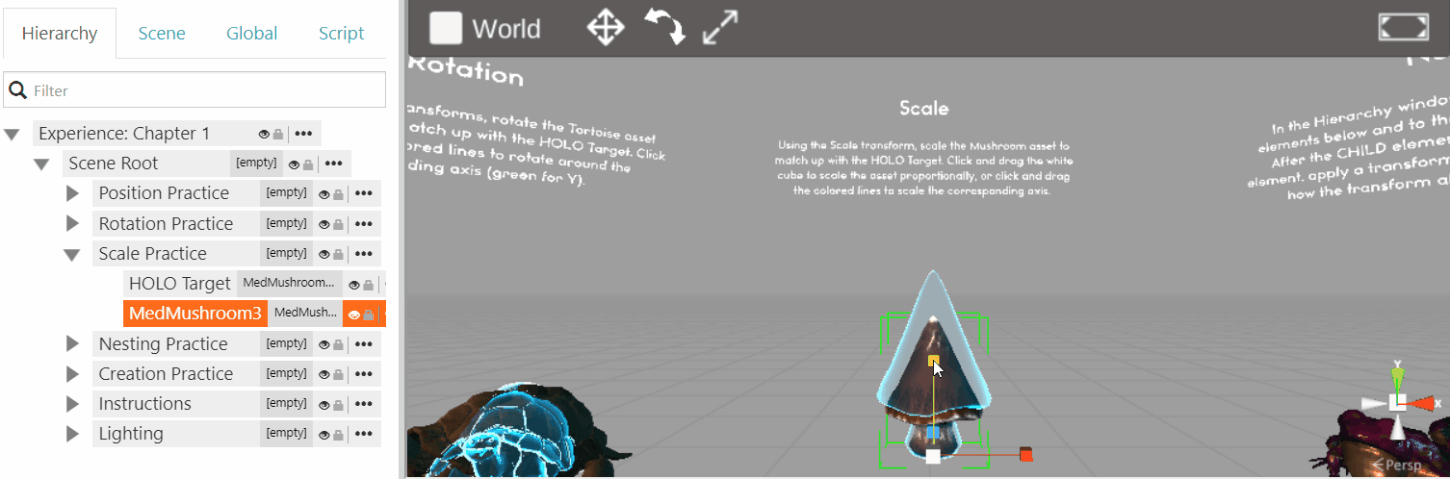 Hierarchy
Scene
Global
Script
World
Filter
Experience: Chapter 1
Scene Root [empty]
Position Practice [empty]
Rotation Practice [empty]
Scale Practice [empty]
HOLO Target MedMushroom...
MedMushroom3 MedMush...
Nesting Practice [empty]
Creation Practice [empty]
Instructions [empty]
Lighting [empty]
Rotation
ansforms, rotate the Tortoise asset
atch up with the HOLO Target. Click
ored lines to rotate around the
ding axis (green for Y).
Scale
Using the Scale transform, scale the Mushroom asset to
match up with the HOLO Target. Click and drag the white
cube to scale the asset proportionally, or click and drag
the colored lines to scale the corresponding axis.
In the Hierarchy windo
elements below and to th
After the CHILD elemen
element, apply a transform
how the transform a
Y
X
Persp